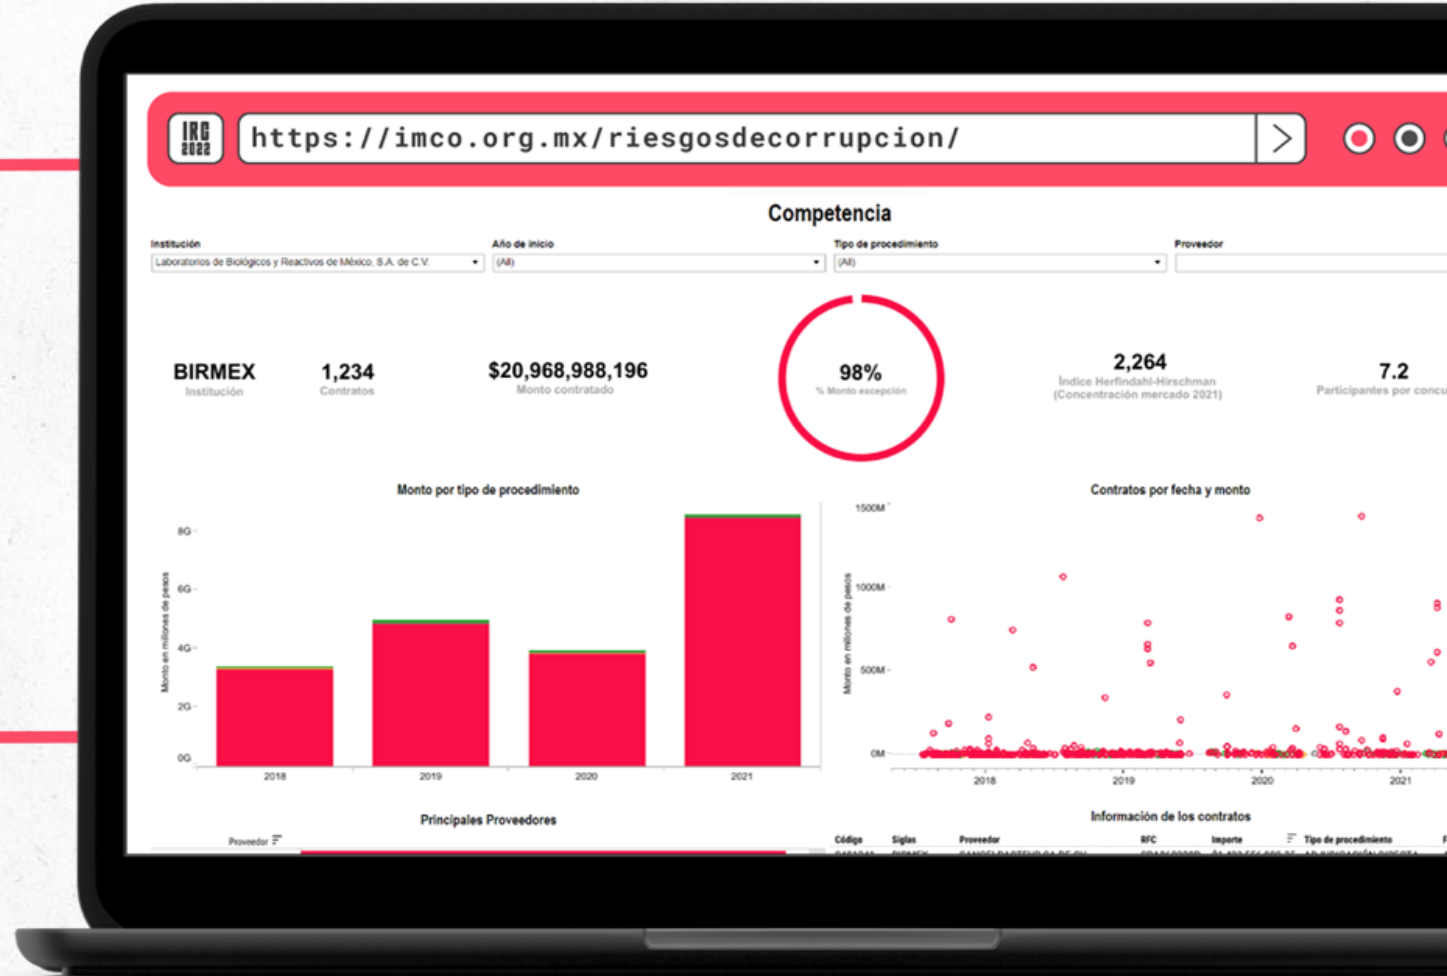 IRC
2022
https://imco.org.mx/riesgosdecorrupcion/
Competencia
Institución
Año de inicio
Tipo de procedimiento
Proveedor
Laboratorios de Biológicos y Reactivos de México, S.A. de C.V.
(All)
(All)
BIRMEX
Institución
1,234
Contratos
$20,968,988,196
Monto contratado
98%
% Monto excepción
2,264
Índice Herfindahl-Hirschman
(Concentración mercado 2021)
7.2
Participantes por concu
Monto por tipo de procedimiento
Monto en millones de pesos
8G
6G
4G
2G
0G
2018
2019
2020
2021
Contratos por fecha y monto
Monto en millones de pesos
1500M
1000M
500M
0M
2018
2019
2020
2021
Principales Proveedores
Proveedor
Información de los contratos
Código
Siglas
Proveedor
RFC
Importe
Tipo de procedimiento
F